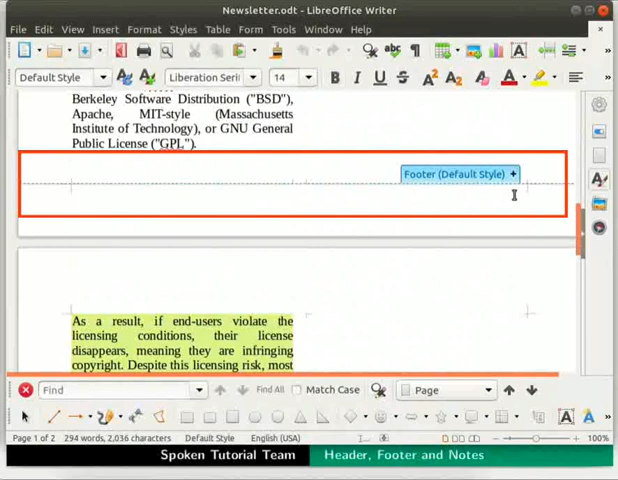 Newsletter.odt - LibreOffice Writer
File Edit View Insert Format Styles Table Form Tools Window Help
Default Style Liberation Seri 14
Berkeley Software Distribution ("BSD"),
Apache, MIT-style (Massachusetts
Institute of Technology), or GNU General
Public License ("GPL").
Footer (Default Style) +
As a result, if end-users violate the
licensing conditions, their license
disappears, meaning they are infringing
copyright. Despite this licensing risk, most
Find Find All Match Case Page
Page 1 of 2 294 words, 2,036 characters Default Style English (USA) 100%
Spoken Tutorial Team Header, Footer and Notes